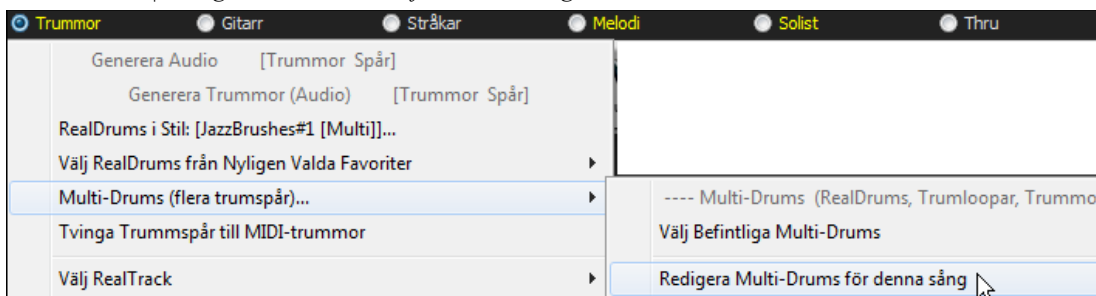 Trummor Gitarr Stråkar Melodi Solist Thru
Generera Audio [Trummor Spår]
Generera Trummor (Audio) [Trummor Spår]
RealDrums i Stil: [JazzBrushes#1 [Multi]]...
Välj RealDrums från Nyligen Valda Favoriter
Multi-Drums (flera trumspår)...
---- Multi-Drums (RealDrums, Trumloopar, Trummo
Tvinga Trummspår till MIDI-trummor
Välj Befintliga Multi-Drums
Välj RealTrack
Redigera Multi-Drums för denna sång